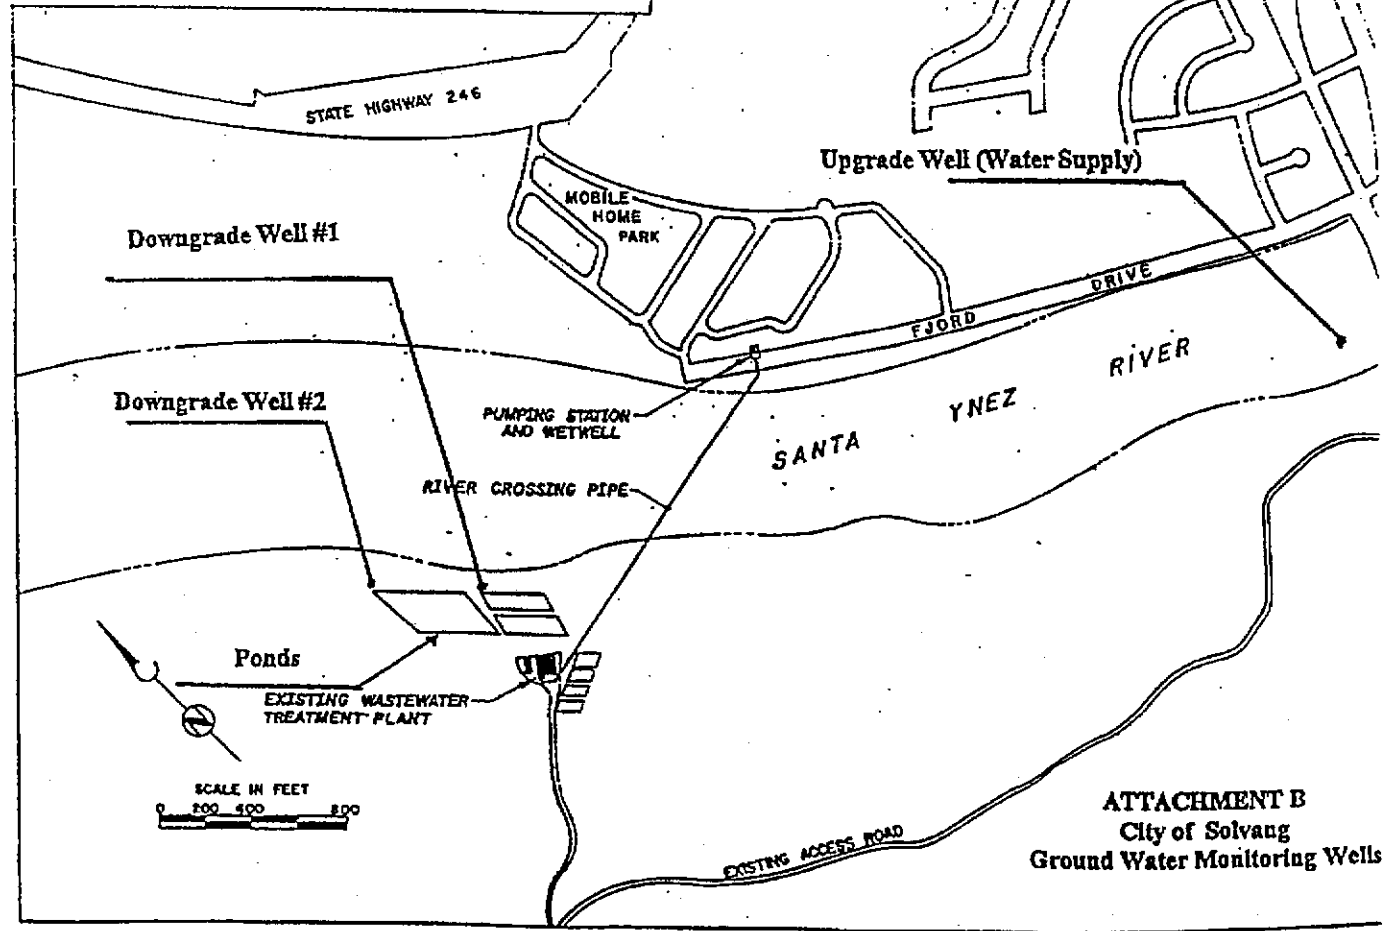 STATE HIGHWAY 246
Upgrade Well (Water Supply)
MOBILE
HOME
PARK
Downgrade Well #1
DRIVE
FJORD
RIVER
YNEZ
SANTA
Downgrade Well #2
PUMPING STATION
AND WETWELL
RIVER CROSSING PIPE
Ponds
EXISTING WASTEWATER
TREATMENT PLANT
N
SCALE IN FEET
0 200 400 800
EXISTING ACCESS ROAD
ATTACHMENT B
City of Solvang
Ground Water Monitoring Wells